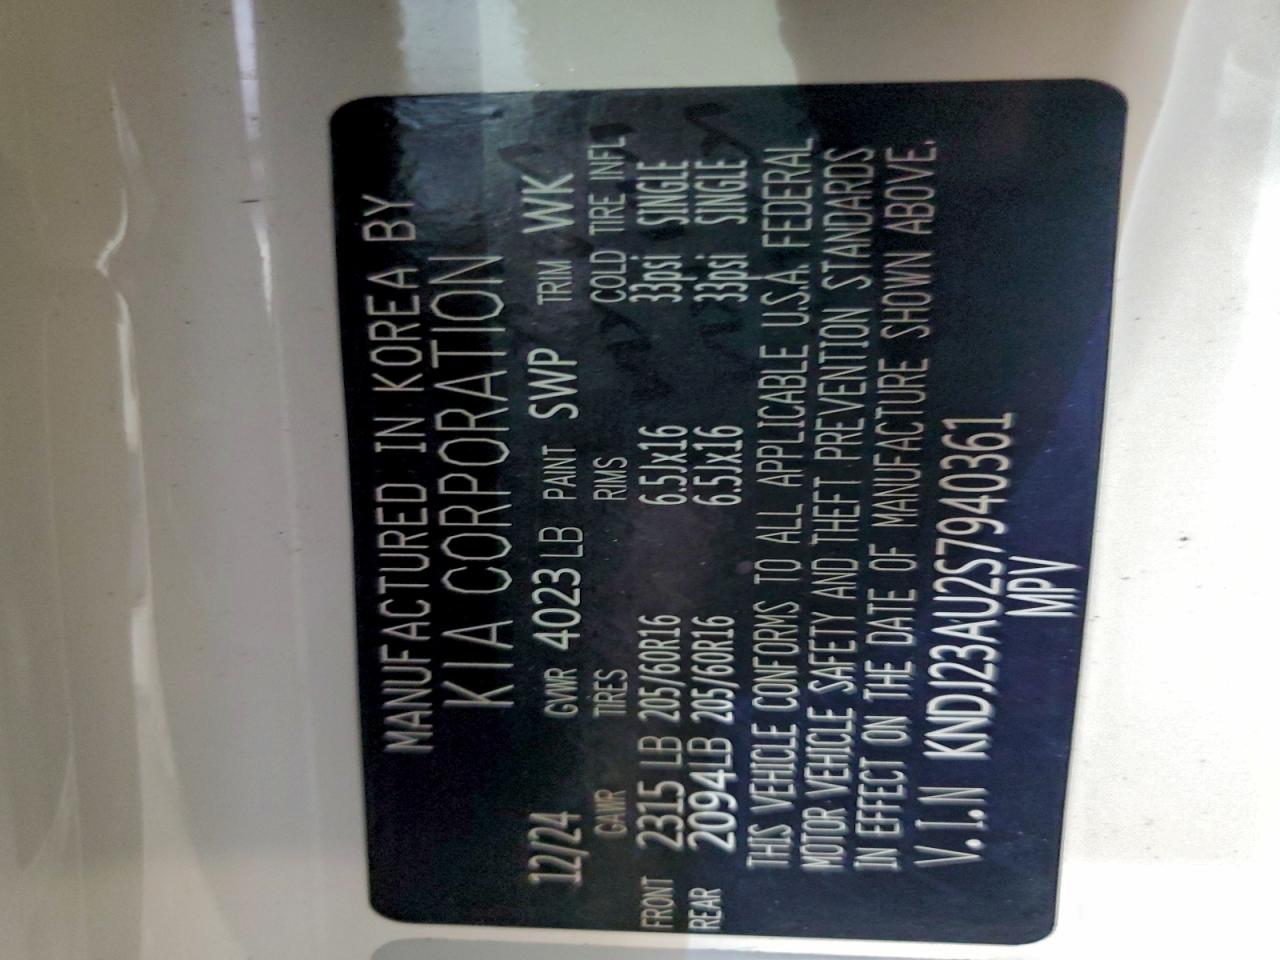 MANUFACTURED IN KOREA BY
KIA CORPORATION
12/24 GVWR 4023 LB PAINT SWP TRIM WK
GAWR TIRES RIMS COLD TIRE INFL
FRONT 2315 LB 205/60R16 6.5Jx16 33psi SINGLE
REAR 2094LB 205/60R16 6.5Jx16 33psi SINGLE
THIS VEHICLE CONFORMS TO ALL APPLICABLE U.S.A. FEDERAL
MOTOR VEHICLE SAFETY AND THEFT PREVENTION STANDARDS
IN EFFECT ON THE DATE OF MANUFACTURE SHOWN ABOVE.
V.I.N KNDJ23AU2S7940361
MPV